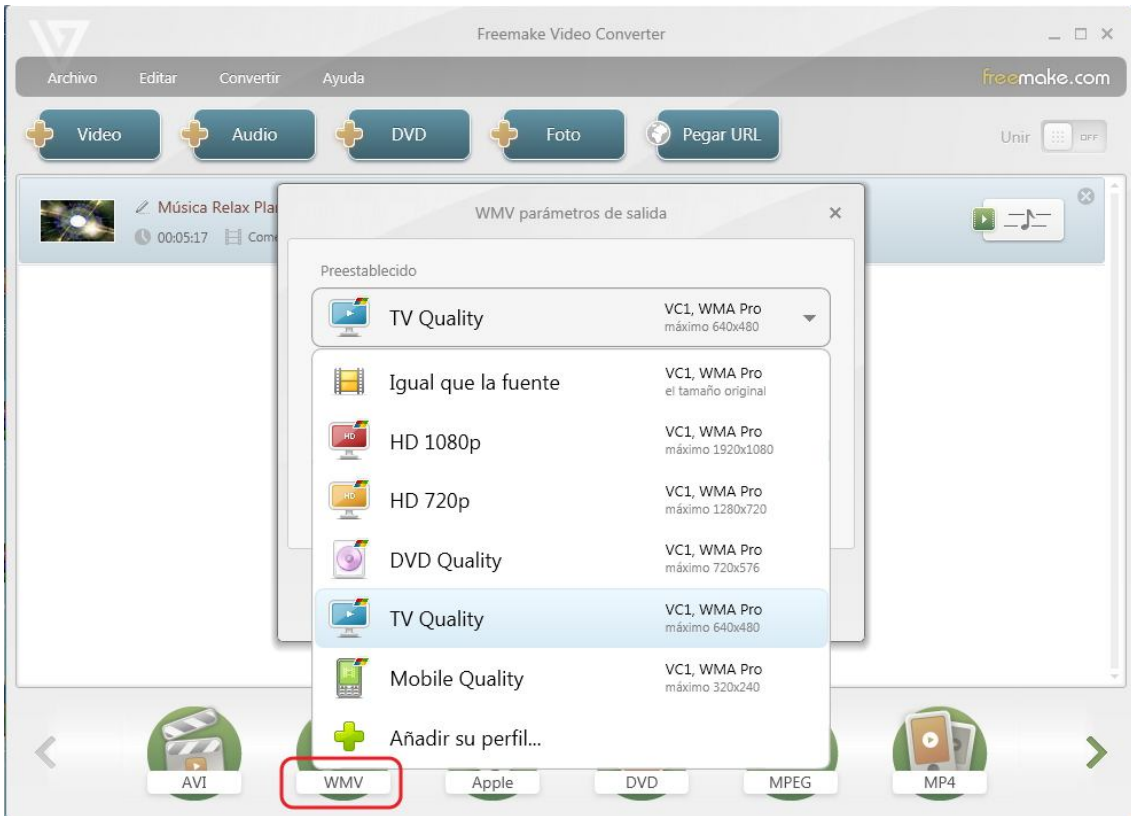 Freemake Video Converter
Archivo Editar Convertir Ayuda
freemake.com
Video Audio DVD Foto Pegar URL
Unir OFF
Música Relax
00:05:17
WMV parámetros de salida
Preestablecido
TV Quality VC1, WMA Pro
máximo 640x480
Igual que la fuente VC1, WMA Pro
el tamaño original
HD 1080p VC1, WMA Pro
máximo 1920x1080
HD 720p VC1, WMA Pro
máximo 1280x720
DVD Quality VC1, WMA Pro
máximo 720x576
TV Quality VC1, WMA Pro
máximo 640x480
Mobile Quality VC1, WMA Pro
máximo 320x240
Añadir su perfil...
AVI WMV Apple DVD MPEG MP4